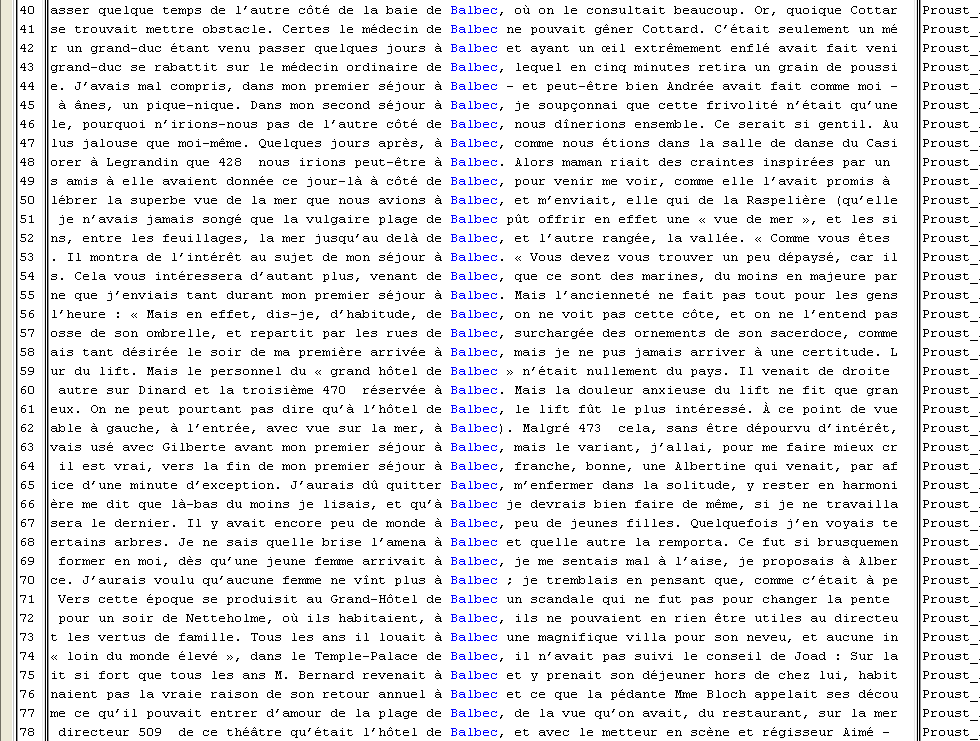 40 asser quelque temps de l’autre côté de la baie de Balbec, où on le consultait beaucoup. Or, quoique Cottar Proust_
41 se trouvait mettre obstacle. Certes le médecin de Balbec ne pouvait gêner Cottard. C’était seulement un mé Proust_
42 r un grand-duc étant venu passer quelques jours à Balbec et ayant un œil extrêmement enflé avait fait veni Proust_
43 grand-duc se rabattit sur le médecin ordinaire de Balbec, lequel en cinq minutes retira un grain de poussi Proust_
44 e. J’avais mal compris, dans mon premier séjour à Balbec – et peut-être bien Andrée avait fait comme moi – Proust_
45 à ânes, un pique-nique. Dans mon second séjour à Balbec, je soupçonnai que cette frivolité n’était qu’une Proust_
46 le, pourquoi n’irions-nous pas de l’autre côté de Balbec, nous dînerions ensemble. Ce serait si gentil. Au Proust_
47 lus jalouse que moi-même. Quelques jours après, à Balbec, comme nous étions dans la salle de danse du Casi Proust_
48 orer à Legrandin que 428 nous irions peut-être à Balbec. Alors maman riait des craintes inspirées par un Proust_
49 s amis à elle avaient donnée ce jour-là à côté de Balbec, pour venir me voir, comme elle l’avait promis à Proust_
50 lébrer la superbe vue de la mer que nous avions à Balbec, et m’enviait, elle qui de la Raspelière (qu’elle Proust_
51 je n’avais jamais songé que la vulgaire plage de Balbec pût offrir en effet une « vue de mer », et les si Proust_
52 ns, entre les feuillages, la mer jusqu’au delà de Balbec, et l’autre rangée, la vallée. « Comme vous êtes Proust_
53 . Il montra de l’intérêt au sujet de mon séjour à Balbec. « Vous devez vous trouver un peu dépaysé, car il Proust_
54 s. Cela vous intéressera d’autant plus, venant de Balbec, que ce sont des marines, du moins en majeure par Proust_
55 ne que j’enviais tant durant mon premier séjour à Balbec. Mais l’ancienneté ne fait pas tout pour les gens Proust_
56 l’heure : « Mais en effet, dis-je, d’habitude, de Balbec, on ne voit pas cette côte, et on ne l’entend pas Proust_
57 osse de son ombrelle, et repartit par les rues de Balbec, surchargée des ornements de son sacerdoce, comme Proust_
58 ais tant désirée le soir de ma première arrivée à Balbec, mais je ne pus jamais arriver à une certitude. L Proust_
59 ur du lift. Mais le personnel du « grand hôtel de Balbec » n’était nullement du pays. Il venait de droite Proust_
60 autre sur Dinard et la troisième 470 réservée à Balbec. Mais la douleur anxieuse du lift ne fit que gran Proust_
61 eux. On ne peut pourtant pas dire qu’à l’hôtel de Balbec, le lift fût le plus intéressé. À ce point de vue Proust_
62 able à gauche, à l’entrée, avec vue sur la mer, à Balbec). Malgré 473 cela, sans être dépourvu d’intérêt, Proust_
63 vais usé avec Gilberte avant mon premier séjour à Balbec, mais le variant, j’allai, pour me faire mieux cr Proust_
64 il est vrai, vers la fin de mon premier séjour à Balbec, franche, bonne, une Albertine qui venait, par af Proust_
65 ice d’une minute d’exception. J’aurais dû quitter Balbec, m’enfermer dans la solitude, y rester en harmoni Proust_
66 ère me dit que là-bas du moins je lisais, et qu’à Balbec je devrais bien faire de même, si je ne travailla Proust_
67 sera le dernier. Il y avait encore peu de monde à Balbec, peu de jeunes filles. Quelquefois j’en voyais te Proust_
68 ertains arbres. Je ne sais quelle brise l’amena à Balbec et quelle autre la remporta. Ce fut si brusquemen Proust_
69 former en moi, dès qu’une jeune femme arrivait à Balbec, je me sentais mal à l’aise, je proposais à Alber Proust_
70 ce. J’aurais voulu qu’aucune femme ne vînt plus à Balbec ; je tremblais en pensant que, comme c’était à pe Proust_
71 Vers cette époque se produisit au Grand-Hôtel de Balbec un scandale qui ne fut pas pour changer la pente Proust_
72 pour un soir de Netteholme, où ils habitaient, à Balbec, ils ne pouvaient en rien être utiles au directeu Proust_
73 t les vertus de famille. Tous les ans il louait à Balbec une magnifique villa pour son neveu, et aucune in Proust_
74 « loin du monde élevé », dans le Temple-Palace de Balbec, il n’avait pas suivi le conseil de Joad : Sur la Proust_
75 it si fort que tous les ans M. Bernard revenait à Balbec et y prenait son déjeuner hors de chez lui, habit Proust_
76 naient pas la vraie raison de son retour annuel à Balbec et ce que la pédante Mme Bloch appelait ses décou Proust_
77 me ce qu’il pouvait entrer d’amour de la plage de Balbec, de la vue qu’on avait, du restaurant, sur la mer Proust_
78 directeur 509 de ce théâtre qu’était l’hôtel de Balbec, et avec le metteur en scène et régisseur Aimé – Proust_